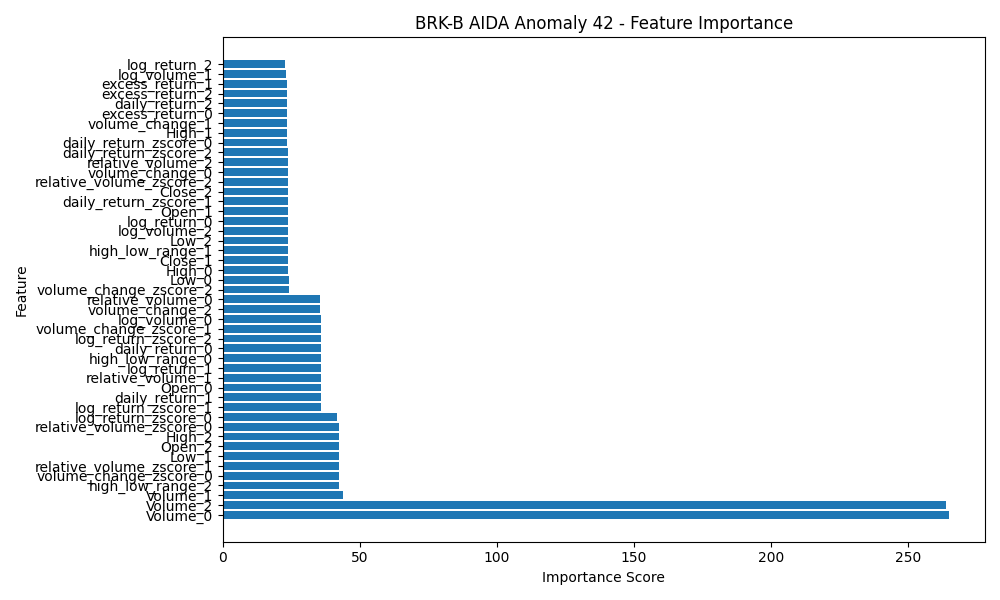 BRK-B AIDA Anomaly 42 - Feature Importance
log_return_2
log_volume_1
excess_return_1
excess_return_2
daily_return_2
excess_return_0
volume_change_1
High_1
daily_return_zscore_0
daily_return_zscore_2
relative_volume_2
volume_change_0
relative_volume_zscore_2
Close_2
daily_return_zscore_1
Open_1
log_return_0
log_volume_2
Low_2
high_low_range_1
Close_1
High_0
Low_0
volume_change_zscore_2
relative_volume_0
volume_change_2
log_volume_0
volume_change_zscore_1
log_return_zscore_2
daily_return_0
high_low_range_0
log_return_1
relative_volume_1
Open_0
daily_return_1
log_return_zscore_1
log_return_zscore_0
relative_volume_zscore_0
High_2
Open_2
Low_1
relative_volume_zscore_1
volume_change_zscore_0
high_low_range_2
Volume_1
Volume_2
Volume_0
Feature
0 50 100 150 200 250
Importance Score